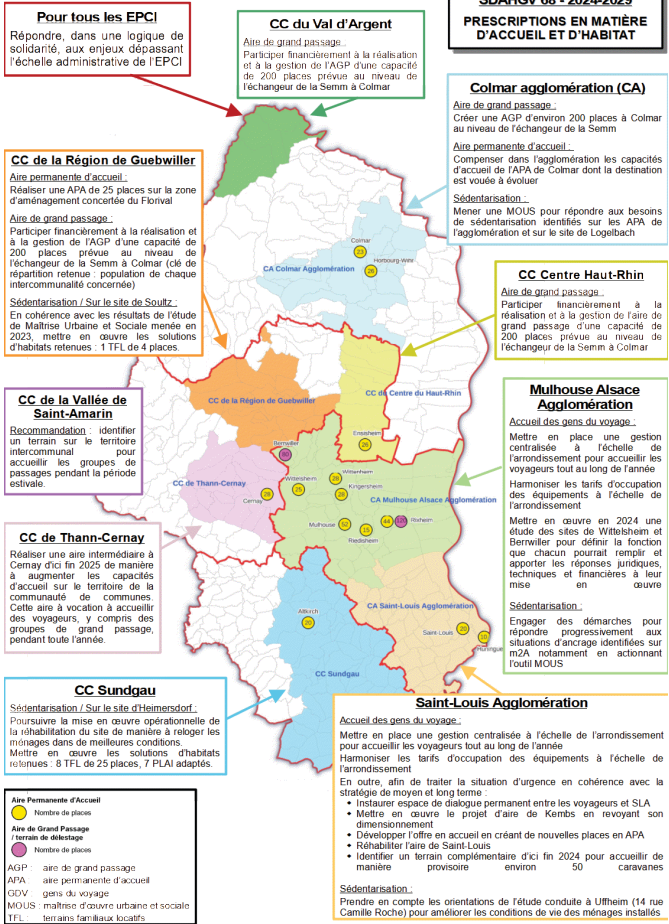 SDAHGV 68 - 2024-2029
PRESCRIPTIONS EN MATIÈRE
D'ACCUEIL ET D'HABITAT
Pour tous les EPCI
Répondre, dans une logique de
solidarité, aux enjeux dépassant
l'échelle administrative de l'EPCI
CC du Val d'Argent
Aire de grand passage :
Participer financièrement à la réalisation
et à la gestion de l'AGP d'une capacité
de 200 places prévue au niveau de
l'échangeur de la Semm à Colmar
Colmar agglomération (CA)
Aire de grand passage :
Créer une AGP d'environ 200 places à Colmar
au niveau de l'échangeur de la Semm
Aire permanente d'accueil :
Compenser dans l'agglomération les capacités
d'accueil de l'APA de Colmar dont la destination
est vouée à évoluer
Sédentarisation :
Mener une MOUS pour répondre aux besoins
de sédentarisation identifiés sur les APA de
l'agglomération et sur le site de Logelbach
CC de la Région de Guebwiller
Aire permanente d'accueil :
Réaliser une APA de 25 places sur la zone
d'aménagement concertée du Florival
Aire de grand passage :
Participer financièrement à la réalisation et
à la gestion de l'AGP d'une capacité de
200 places prévue au niveau de
l'échangeur de la Semm à Colmar (clé de
répartition retenue : population de chaque
intercommunalité concernée)
Sédentarisation / Sur le site de Soultz :
En cohérence avec les résultats de l'étude
de Maîtrise Urbaine et Sociale menée en
2023, mettre en œuvre les solutions
d'habitats retenues : 1 TFL de 4 places.
CC Centre Haut-Rhin
Aire de grand passage :
Participer financièrement à la
réalisation et à la gestion de l'aire de
grand passage d'une capacité de
200 places prévue au niveau de
l'échangeur de la Semm à Colmar
CC de la Vallée de
Saint-Amarin
Recommandation : identifier
un terrain sur le territoire
intercommunal pour
accueillir les groupes de
passages pendant la période
estivale.
Mulhouse Alsace
Agglomération
Accueil des gens du voyage :
Mettre en place une gestion
centralisée à l'échelle de
l'arrondissement pour accueillir les
voyageurs tout au long de l'année
Harmoniser les tarifs d'occupation
des équipements à l'échelle de
l'arrondissement
Mettre en œuvre en 2024 une
étude des sites de Wittelsheim et
Berrwiller pour définir la fonction
que chacun pourrait remplir et
apporter les réponses juridiques,
techniques et financières à leur
mise en œuvre
Sédentarisation :
Engager des démarches pour
répondre progressivement aux
situations d'ancrage identifiées sur
m2A notamment en actionnant
l'outil MOUS
CC de Thann-Cernay
Réaliser une aire intermédiaire à
Cernay d'ici fin 2025 de manière
à augmenter les capacités
d'accueil sur le territoire de la
communauté de communes.
Cette aire à vocation à accueillir
des voyageurs, y compris des
groupes de grand passage,
pendant toute l'année.
CC Sundgau
Sédentarisation / Sur le site d'Heimersdorf :
Poursuivre la mise en œuvre opérationnelle de
la réhabilitation du site de manière à reloger les
ménages dans de meilleures conditions.
Mettre en œuvre les solutions d'habitats
retenues : 8 TFL de 25 places, 7 PLAI adaptés.
Saint-Louis Agglomération
Accueil des gens du voyage :
Mettre en place une gestion centralisée à l'échelle de l'arrondissement
pour accueillir les voyageurs tout au long de l'année
Harmoniser les tarifs d'occupation des équipements à l'échelle de
l'arrondissement
En outre, afin de traiter la situation d'urgence en cohérence avec la
stratégie de moyen et long terme :
• Instaurer espace de dialogue permanent entre les voyageurs et SLA
• Mettre en œuvre le projet d'aire de Kembs en revoyant son
dimensionnement
• Développer l'offre en accueil en créant de nouvelles places en APA
• Réhabiliter l'aire de Saint-Louis
• Identifier un terrain complémentaire d'ici fin 2024 pour accueillir de
manière provisoire environ 50 caravanes
Sédentarisation :
Prendre en compte les orientations de l'étude conduite à Uffheim (14 rue
Camille Roche) pour améliorer les conditions de vie des ménages installés
Colmar
23
Horbourg-Wihr
26
CA Colmar Agglomération
CC de la Région de Guebwiller
CC de Centre du Haut-Rhin
Ensisheim
26
Berrwiller
80
CC de Thann-Cernay
Cernay
28
Wittelsheim
25
Wittenheim
28
Kingersheim
28
CA Mulhouse Alsace Agglomération
Mulhouse
52
Riedisheim
15
44
120
Rixheim
CA Saint-Louis Agglomération
Altkirch
20
Saint-Louis
20
Huningue
CC Sundgau
Aire Permanente d'Accueil
Nombre de places
Aire de Grand Passage
/ terrain de délestage
Nombre de places
AGP : aire de grand passage
APA : aire permanente d'accueil
GDV : gens du voyage
MOUS : maîtrise d'œuvre urbaine et sociale
TFL : terrains familiaux locatifs